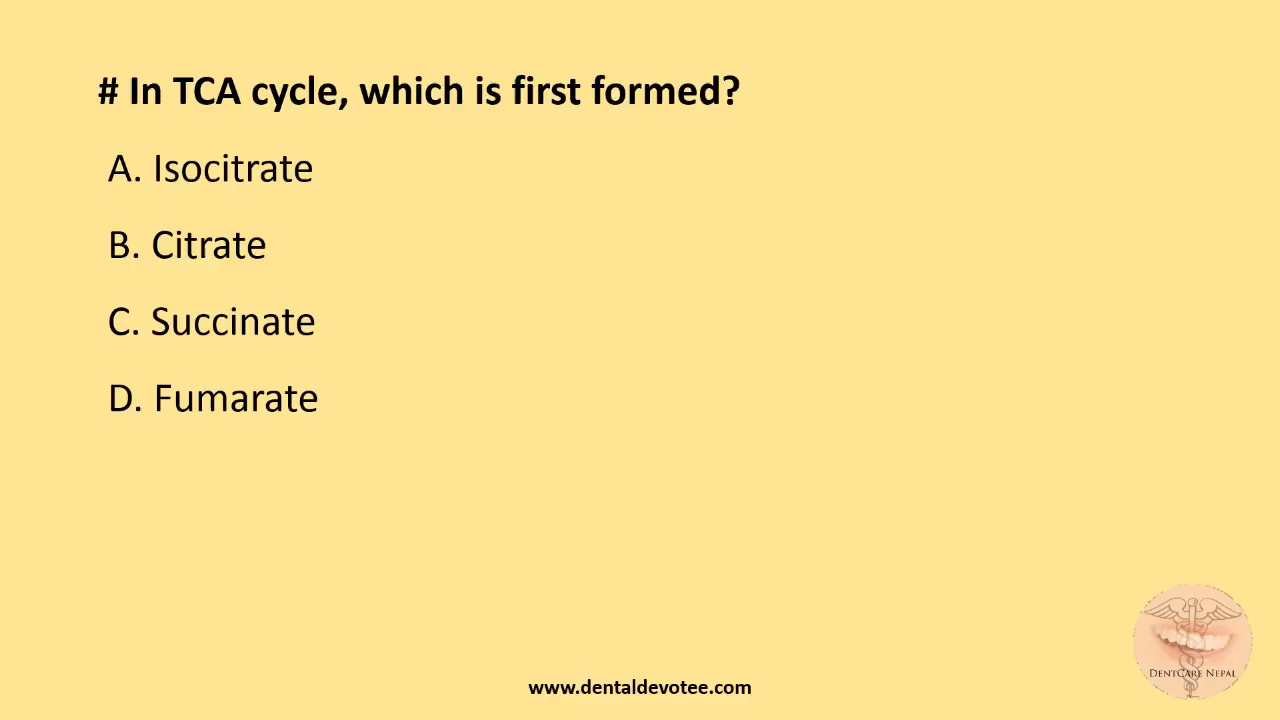 # In TCA cycle, which is first formed?
A. Isocitrate
B. Citrate
C. Succinate
D. Fumarate
DentCare Nepal
www.dentaldevotee.com